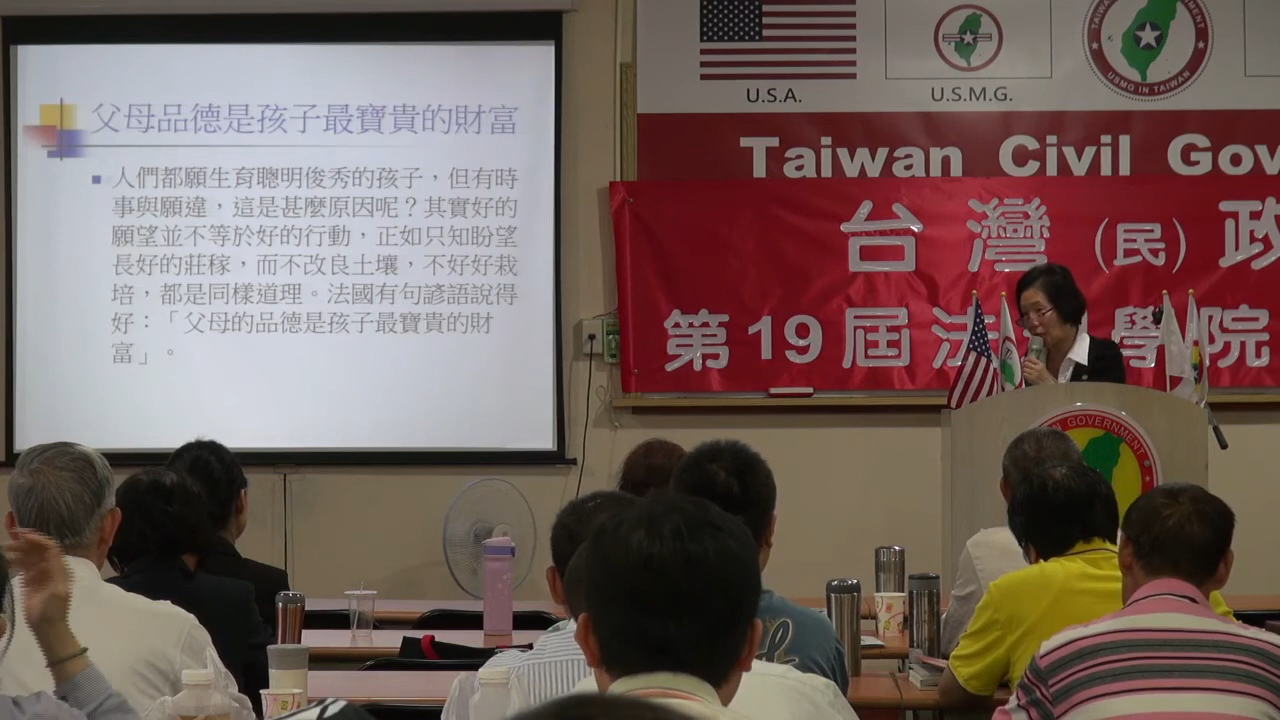 父母品德是孩子最寶貴的財富
人們都願生育聰明俊秀的孩子，但有時
事與願違，這是甚麼原因呢？其實好的
願望並不等於好的行動，正如只知盼望
長好的莊稼，而不改良土壤，不好好栽
培，都是同樣道理。法國有句諺語說得
好：「父母的品德是孩子最寶貴的財
富」。
U.S.A.
U.S.M.G.
USMG IN TAIWAN
Taiwan Civil Gov
台灣(民)政
第19屆法 學院
GOVERNMENT